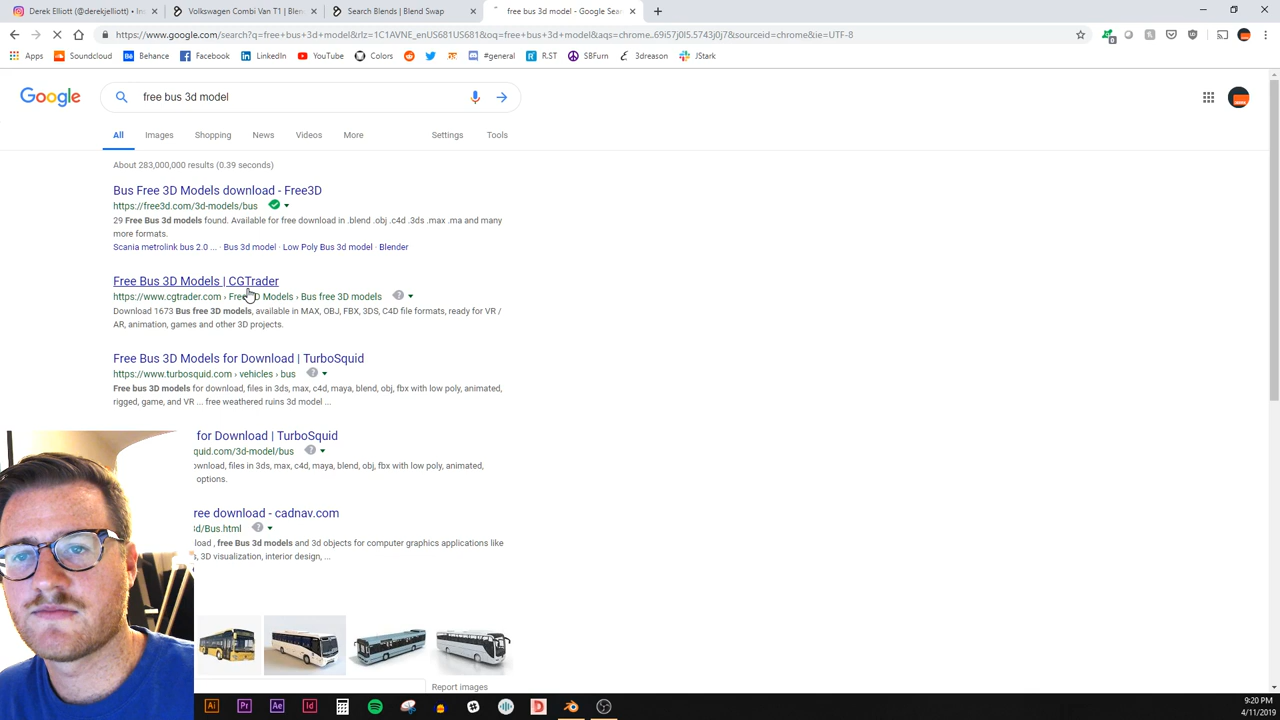 Derek Elliott (@derekjelliott) • In
Volkswagen Combi Van T1 | Blen
Search Blends | Blend Swap
free bus 3d model - Google Sear
https://www.google.com/search?q=free+bus+3d+model&rlz=1C1AVNE_enUS681US681&oq=free+bus+3d+model+&aqs=chrome..69i57j0l5.5743j0j7&sourceid=chrome&ie=UTF-8
Apps Soundcloud Bē Behance Facebook LinkedIn YouTube Colors #general R.ST SBFurn 3dreason JStark
Google free bus 3d model
All Images Shopping News Videos More Settings Tools
About 283,000,000 results (0.39 seconds)
Bus Free 3D Models download - Free3D
https://free3d.com/3d-models/bus
29 Free Bus 3d models found. Available for free download in .blend .obj .c4d .3ds .max .ma and many
more formats.
Scania metrolink bus 2.0 ... · Bus 3d model · Low Poly Bus 3d model · Blender
Free Bus 3D Models | CGTrader
https://www.cgtrader.com › Free D Models › Bus free 3D models
Download 1673 Bus free 3D models, available in MAX, OBJ, FBX, 3DS, C4D file formats, ready for VR /
AR, animation, games and other 3D projects.
Free Bus 3D Models for Download | TurboSquid
https://www.turbosquid.com › vehicles › bus
Free bus 3D models for download, files in 3ds, max, c4d, maya, blend, obj, fbx with low poly, animated,
rigged, game, and VR ... free weathered ruins 3d model ...
for Download | TurboSquid
quid.com/3d-model/bus
wnload, files in 3ds, max, c4d, maya, blend, obj, fbx with low poly, animated,
options.
ree download - cadnav.com
d/Bus.html
load , free Bus 3d models and 3d objects for computer graphics applications like
, 3D visualization, interior design, ...
Report images
Ai Pr Ae Id
9:20 PM
4/11/2019